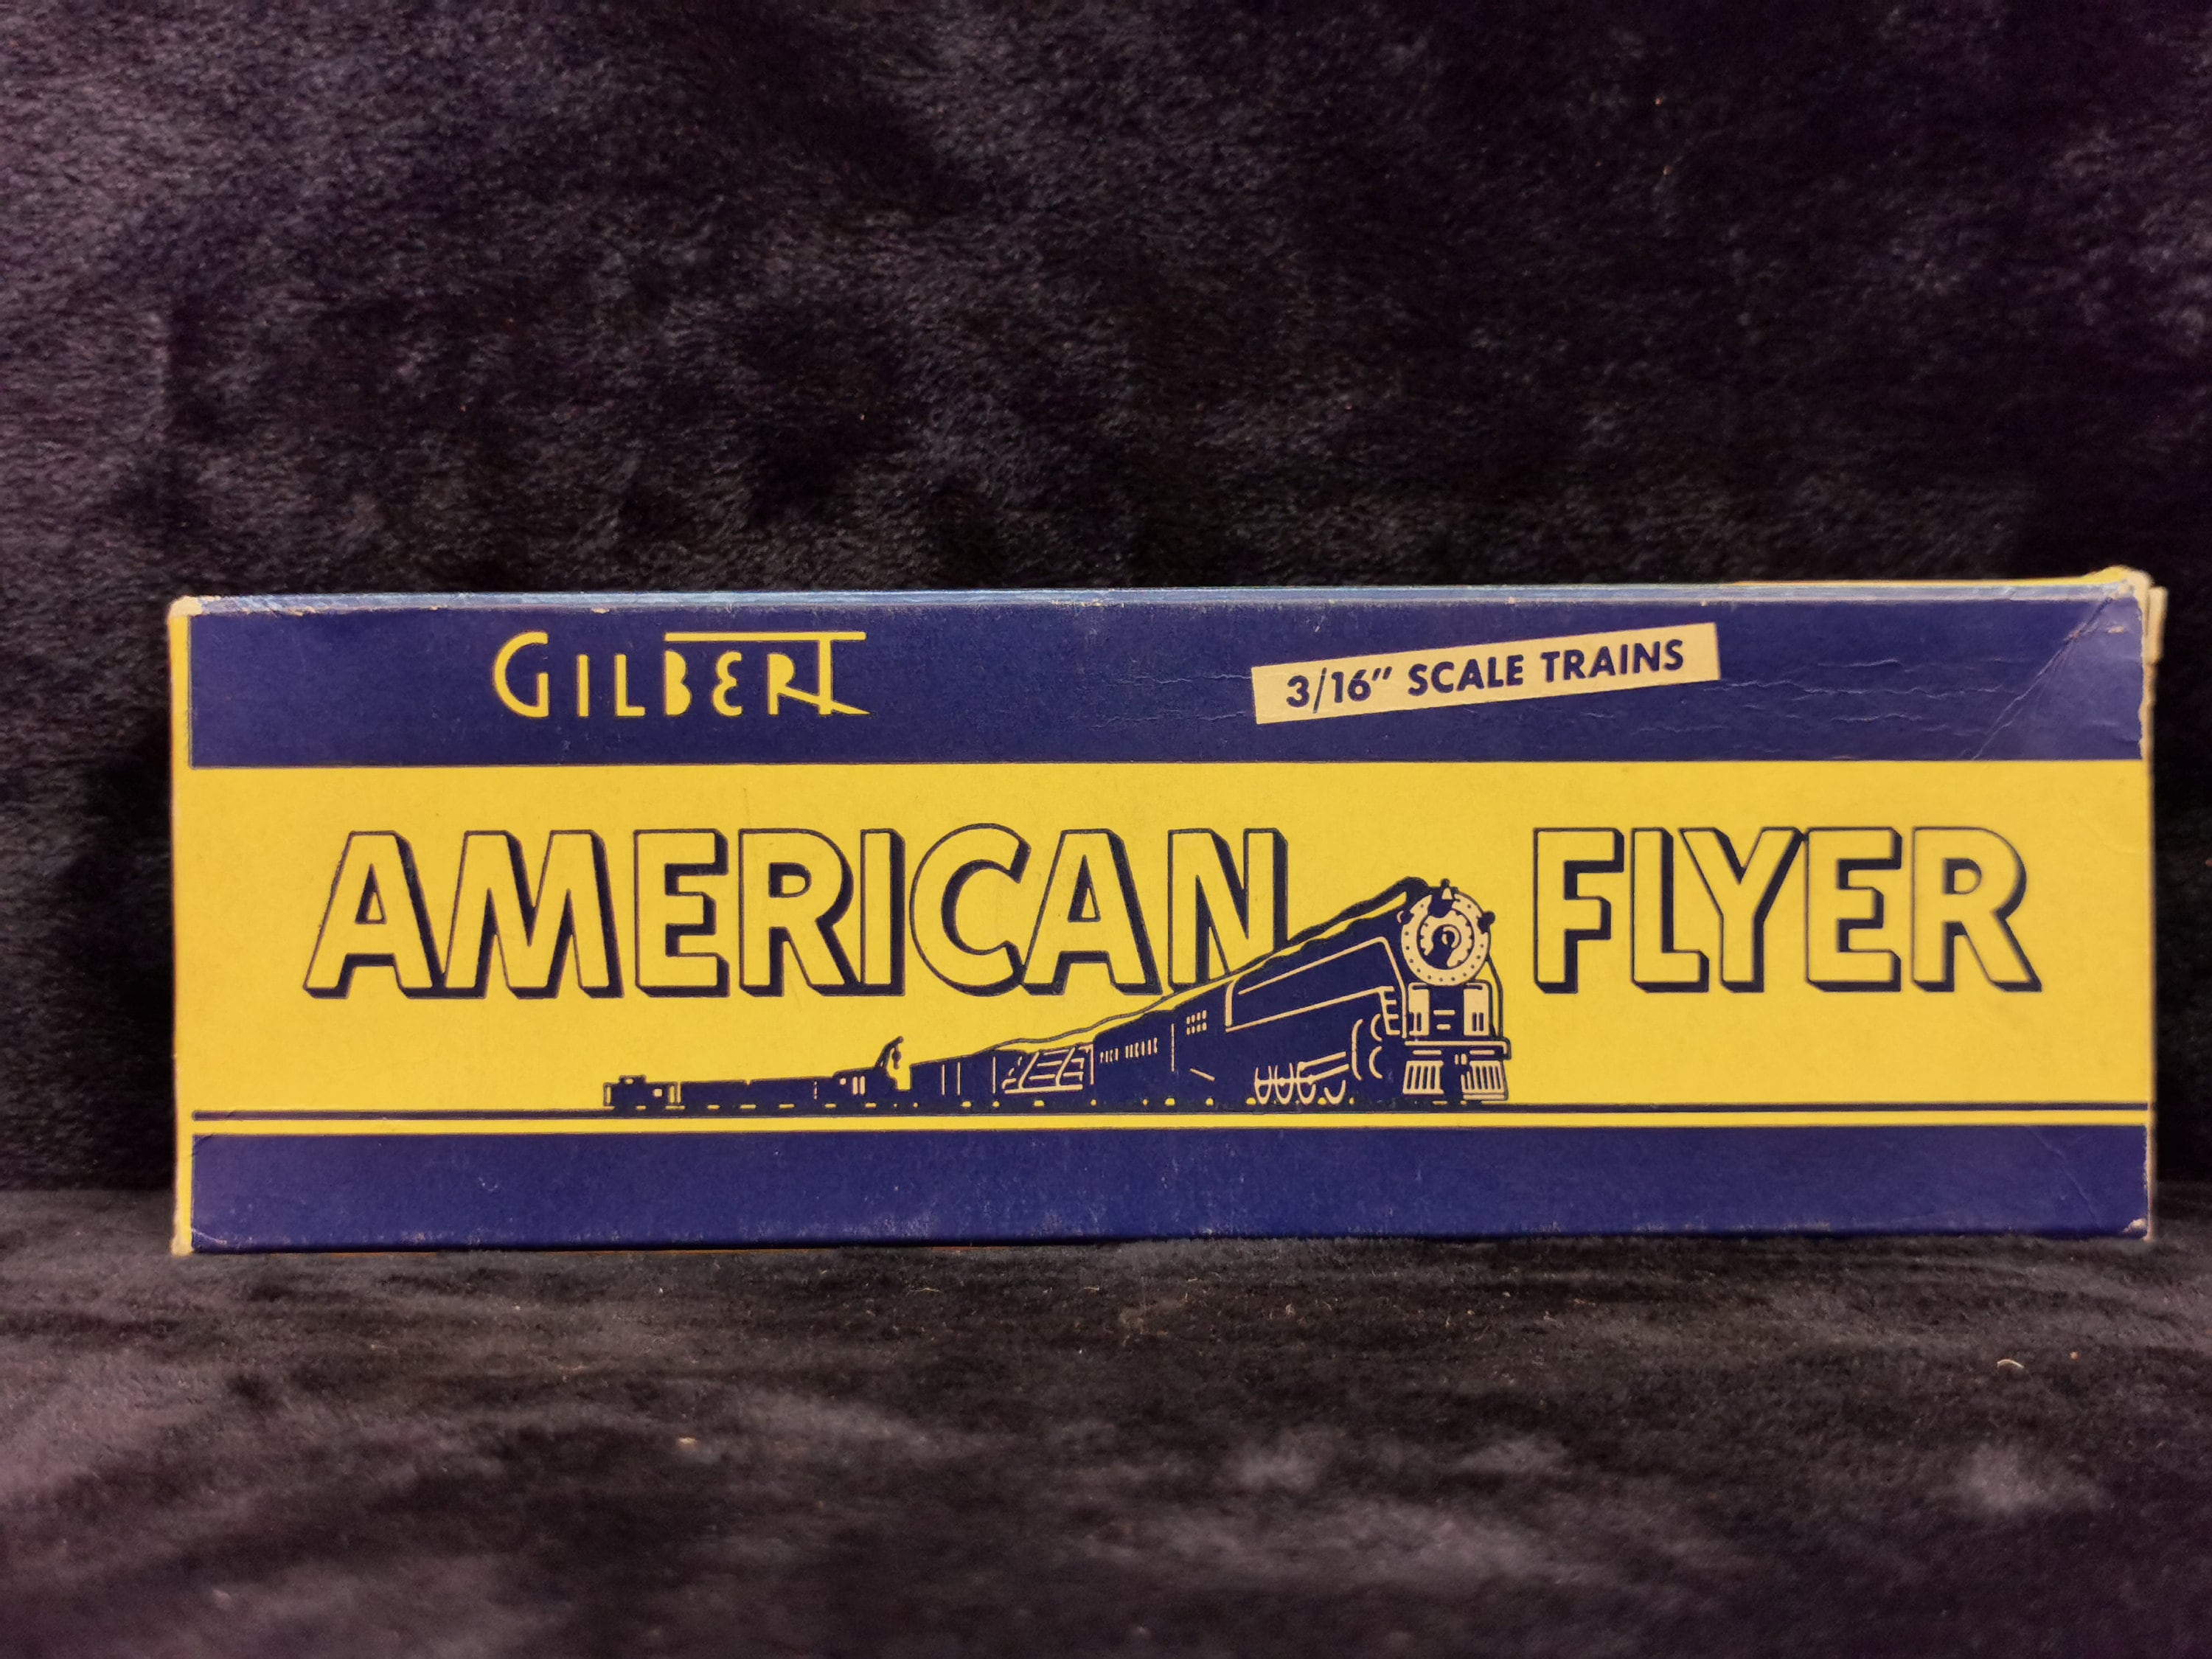 GILBERT
3/16" SCALE TRAINS
AMERICAN FLYER